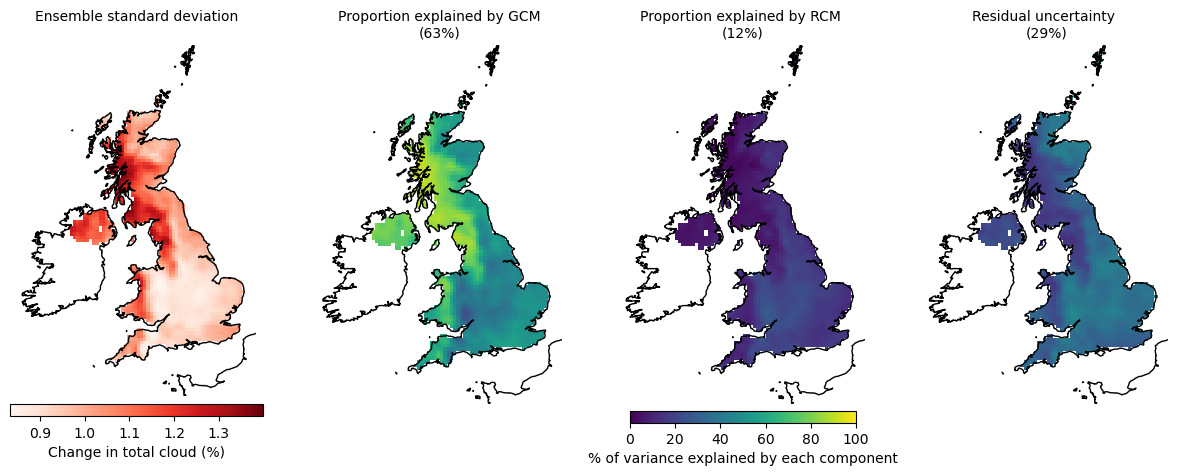 Ensemble standard deviation
Proportion explained by GCM
(63%)
Proportion explained by RCM
(12%)
Residual uncertainty
(29%)
0.9 1.0 1.1 1.2 1.3
Change in total cloud (%)
0 20 40 60 80 100
% of variance explained by each component